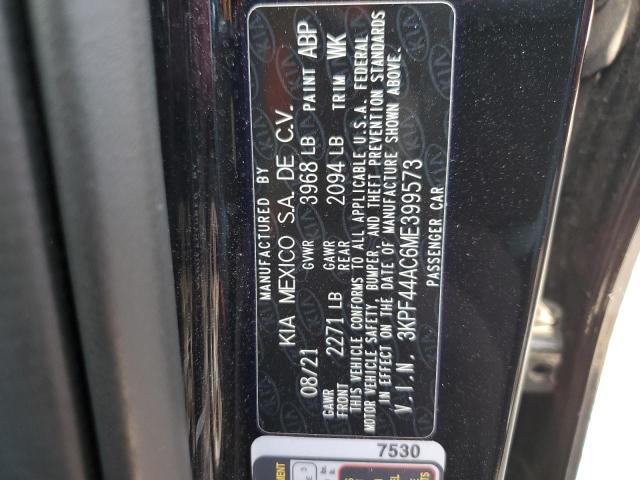 MANUFACTURED BY
KIA MEXICO S.A. DE C.V.
08/21 GVWR 3968 LB PAINT ABP
GAWR FRONT 2271 LB GAWR REAR 2094 LB TRIM WK
THIS VEHICLE CONFORMS TO ALL APPLICABLE U.S.A. FEDERAL
MOTOR VEHICLE SAFETY, BUMPER, AND THEFT PREVENTION STANDARDS
IN EFFECT ON THE DATE OF MANUFACTURE SHOWN ABOVE.
V.I.N. 3KPF44AC6ME399573
PASSENGER CAR
7530